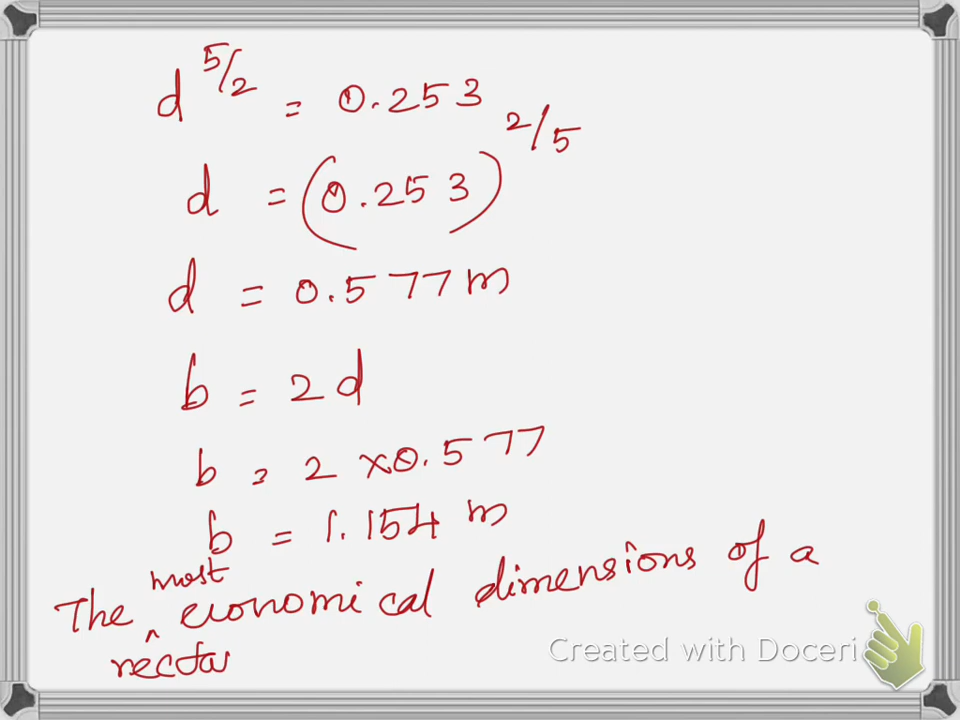 d^5/2 = 0.253
d = (0.253)^2/5
d = 0.577 m
b = 2d
b = 2 × 0.577
b = 1.154 m
The most economical dimensions of a
rectar
Created with Doceri